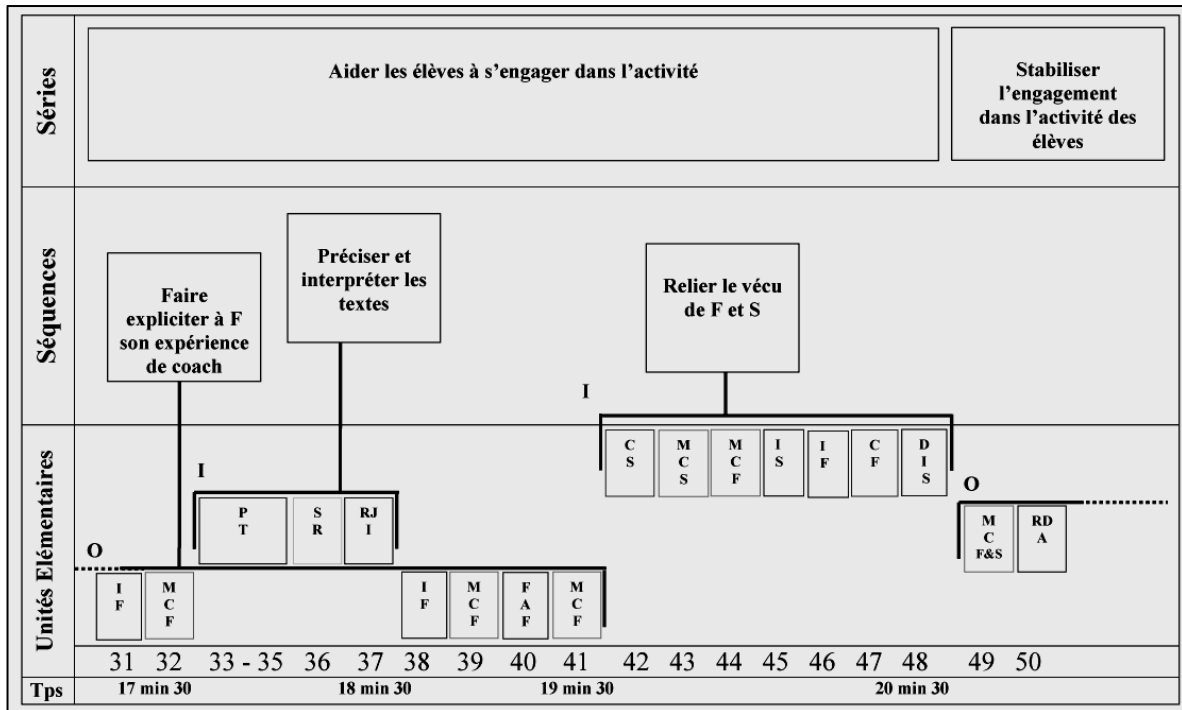 Séries
Aider les élèves à s’engager dans l’activité
Stabiliser
l’engagement
dans l’activité des
élèves
Séquences
Faire
expliciter à F
son expérience
de coach
Préciser et
interpréter les
textes
Relier le vécu
de F et S
I
Unités Elémentaires
I
P
T
S
R
RJ
I
C
S
M
C
S
M
C
F
I
S
I
F
C
F
D
I
S
O
M
C
F&S
RD
A
O
I
F
M
C
F
I
F
M
C
F
F
A
F
M
C
F
31 32 33 - 35 36 37 38 39 40 41 42 43 44 45 46 47 48 49 50
Tps 17 min 30 18 min 30 19 min 30 20 min 30